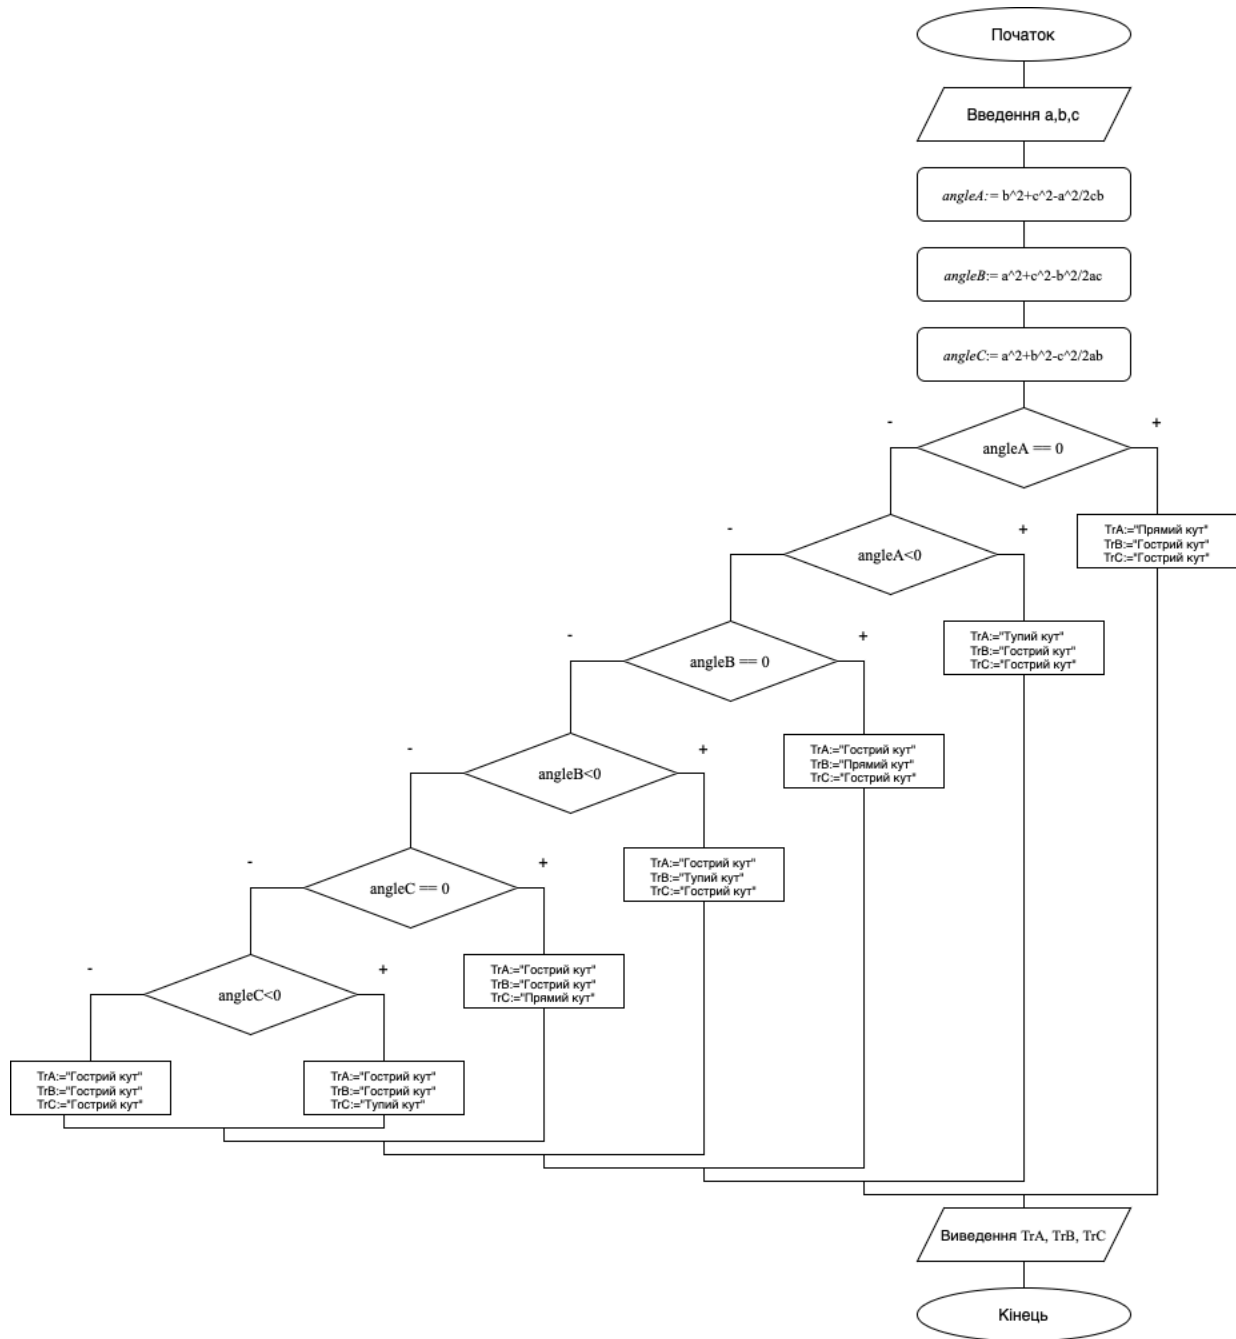 Початок
Введення a,b,c
angleA:= b^2+c^2-a^2/2cb
angleB:= a^2+c^2-b^2/2ac
angleC:= a^2+b^2-c^2/2ab
- +
angleA == 0
- +
TrA:="Прямий кут"
TrB:="Гострий кут"
TrC:="Гострий кут"
angleA<0
- +
TrA:="Тупий кут"
TrB:="Гострий кут"
TrC:="Гострий кут"
angleB == 0
- +
TrA:="Гострий кут"
TrB:="Прямий кут"
TrC:="Гострий кут"
angleB<0
- +
TrA:="Гострий кут"
TrB:="Тупий кут"
TrC:="Гострий кут"
angleC == 0
- +
TrA:="Гострий кут"
TrB:="Гострий кут"
TrC:="Прямий кут"
angleC<0
TrA:="Гострий кут"
TrB:="Гострий кут"
TrC:="Гострий кут"
TrA:="Гострий кут"
TrB:="Гострий кут"
TrC:="Тупий кут"
Виведення TrA, TrB, TrC
Кінець